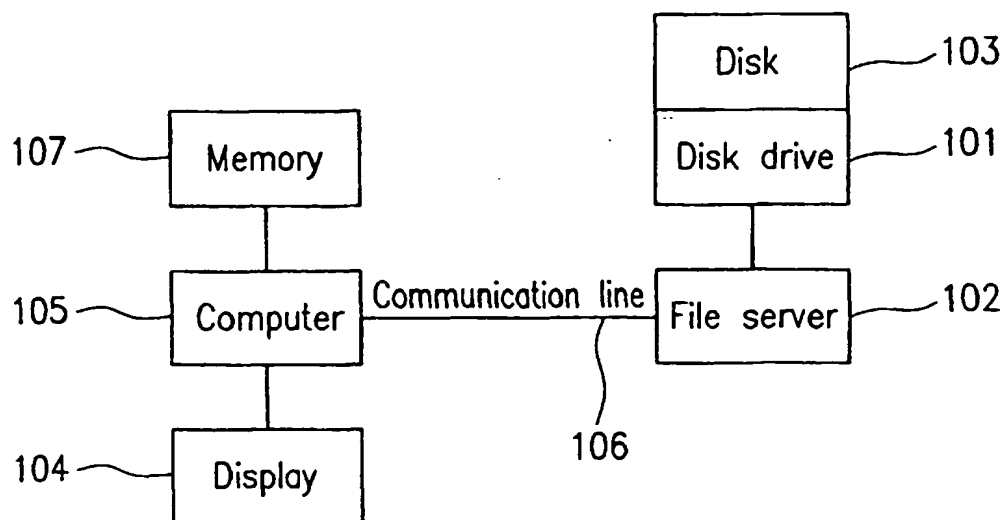 Disk
103
107
Memory
Disk drive
101
105
Computer
Communication line
File server
102
104
Display
106